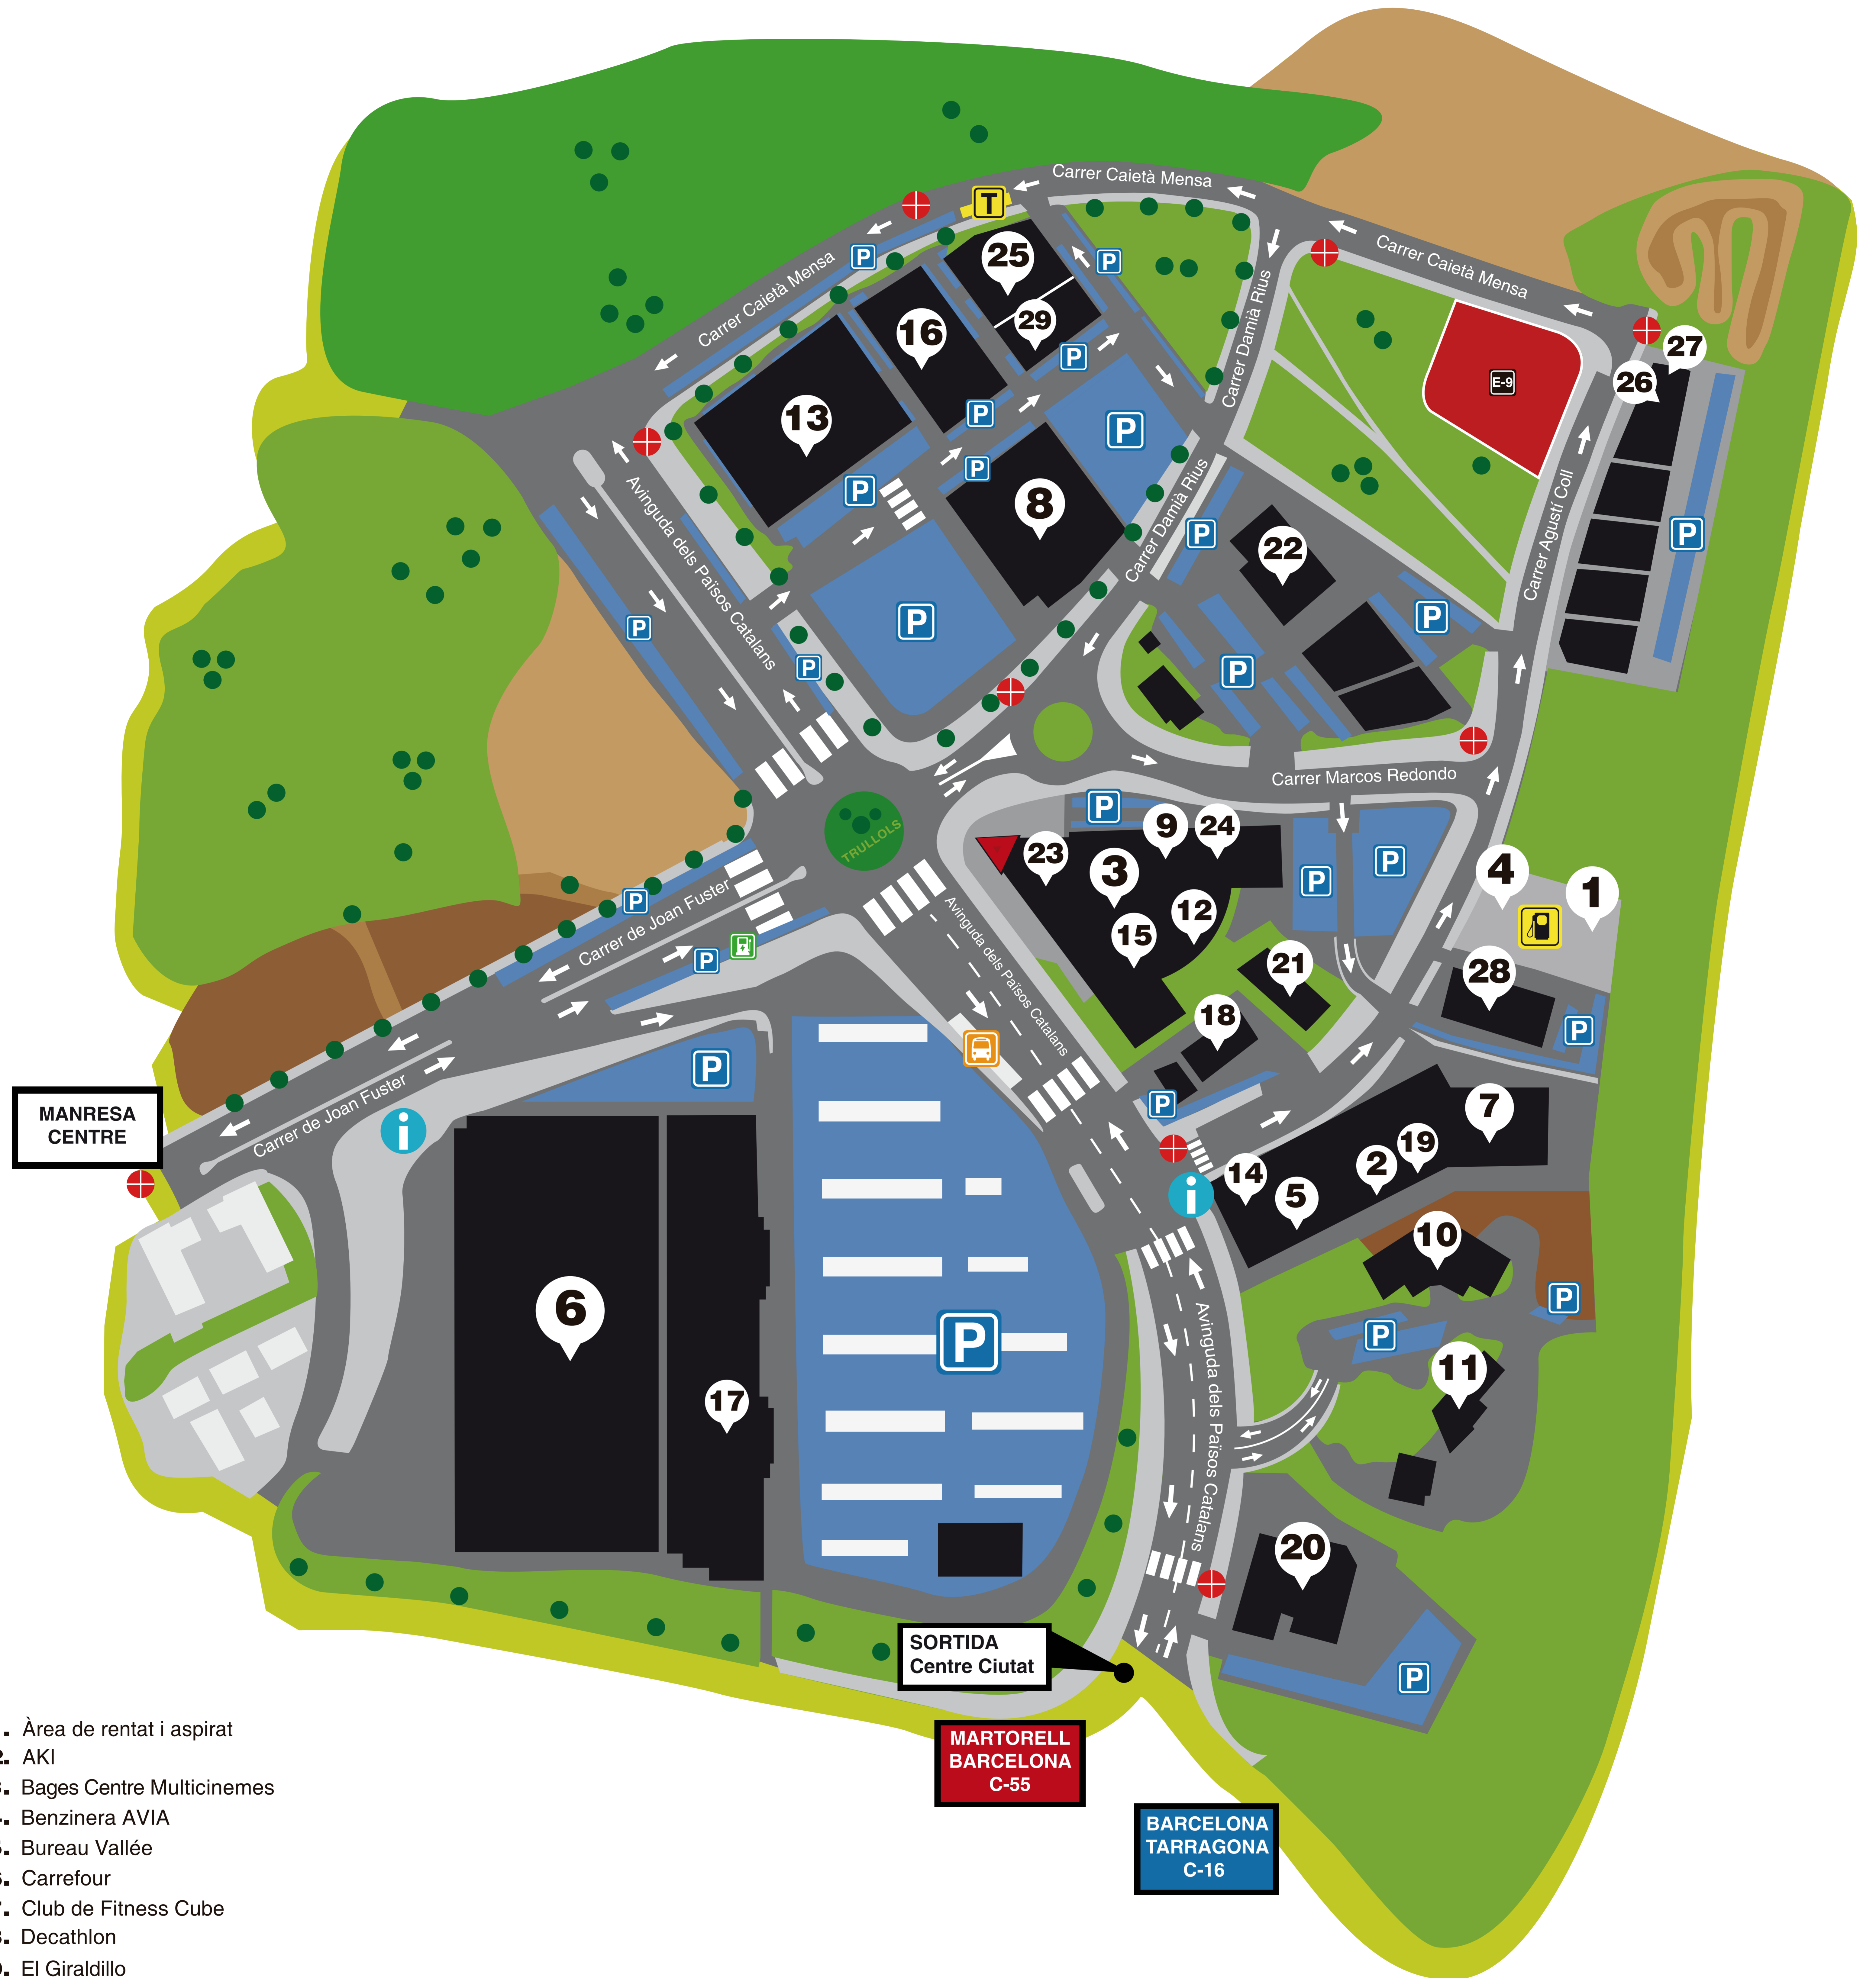 Carrer Caietà Mensa
T
Carrer Caietà Mensa
25
P
P
Carrer Caietà Mensa
Carrer Damià Rius
29
16
27
26
E-9
P
13
P
P
P
Carrer Agustí Coll
P
P
8
Carrer Damià Rius
P
P
22
Avinguda dels Països Catalans
P
P
P
P
P
Carrer Marcos Redondo
TRULLOLS
P
9
24
23
3
P
P
4
1
Carrer de Joan Fuster
P
12
15
Avinguda dels Països Catalans
P
21
28
18
P
P
Carrer de Joan Fuster
i
MANRESA
CENTRE
P
7
19
2
14
5
i
10
6
P
P
P
11
17
Avinguda dels Països Catalans
20
SORTIDA
Centre Ciutat
P
MARTORELL
BARCELONA
C-55
BARCELONA
TARRAGONA
C-16
. Àrea de rentat i aspirat
. AKI
. Bages Centre Multicinemes
. Benzinera AVIA
. Bureau Vallée
. Carrefour
. Club de Fitness Cube
. Decathlon
. El Giraldillo